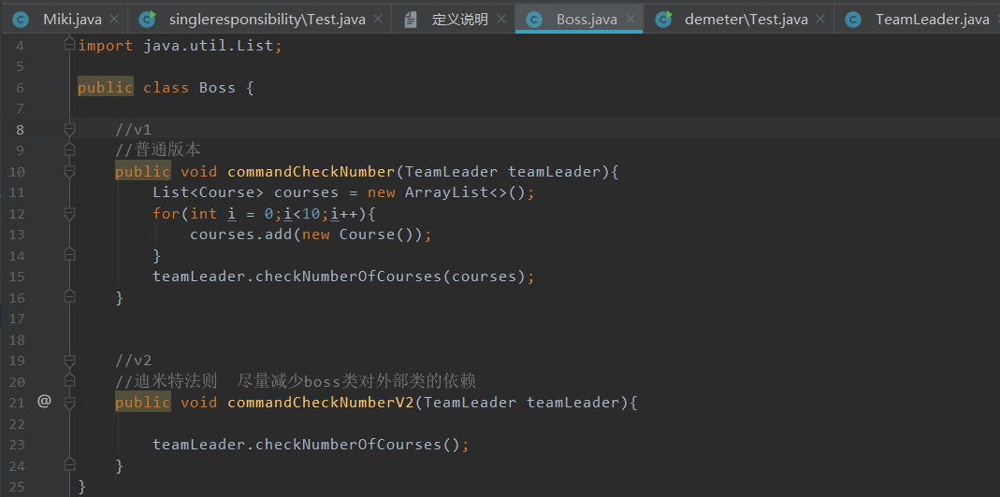 Miki.java singleresponsibility\Test.java 定义说明 Boss.java demeter\Test.java TeamLeader.java
4 import java.util.List;
5
6 public class Boss {
7
8 //v1
9 //普通版本
10 public void commandCheckNumber(TeamLeader teamLeader){
11 List<Course> courses = new ArrayList<>();
12 for(int i = 0;i<10;i++){
13 courses.add(new Course());
14 }
15 teamLeader.checkNumberOfCourses(courses);
16 }
17
18
19 //v2
20 //迪米特法则 尽量减少boss类对外部类的依赖
21 @ public void commandCheckNumberV2(TeamLeader teamLeader){
22
23 teamLeader.checkNumberOfCourses();
24 }
25 }